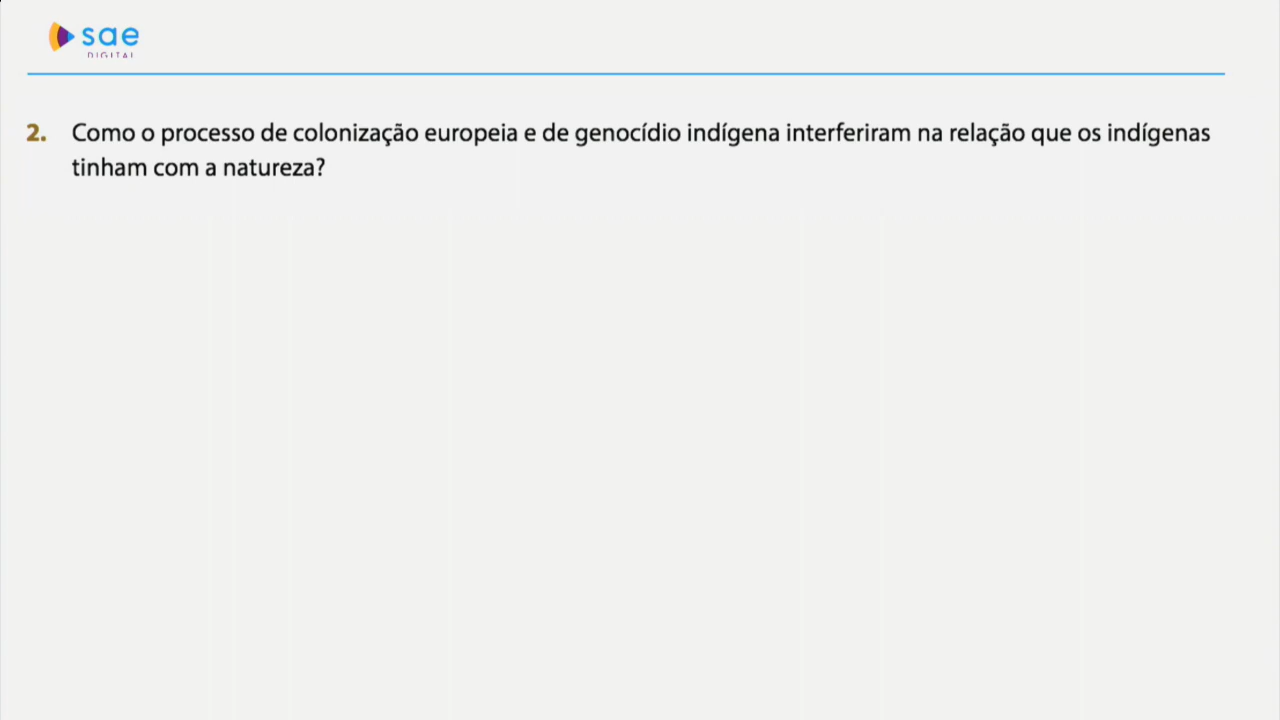 sae
DIGITAL
2. Como o processo de colonização europeia e de genocídio indígena interferiram na relação que os indígenas
tinham com a natureza?